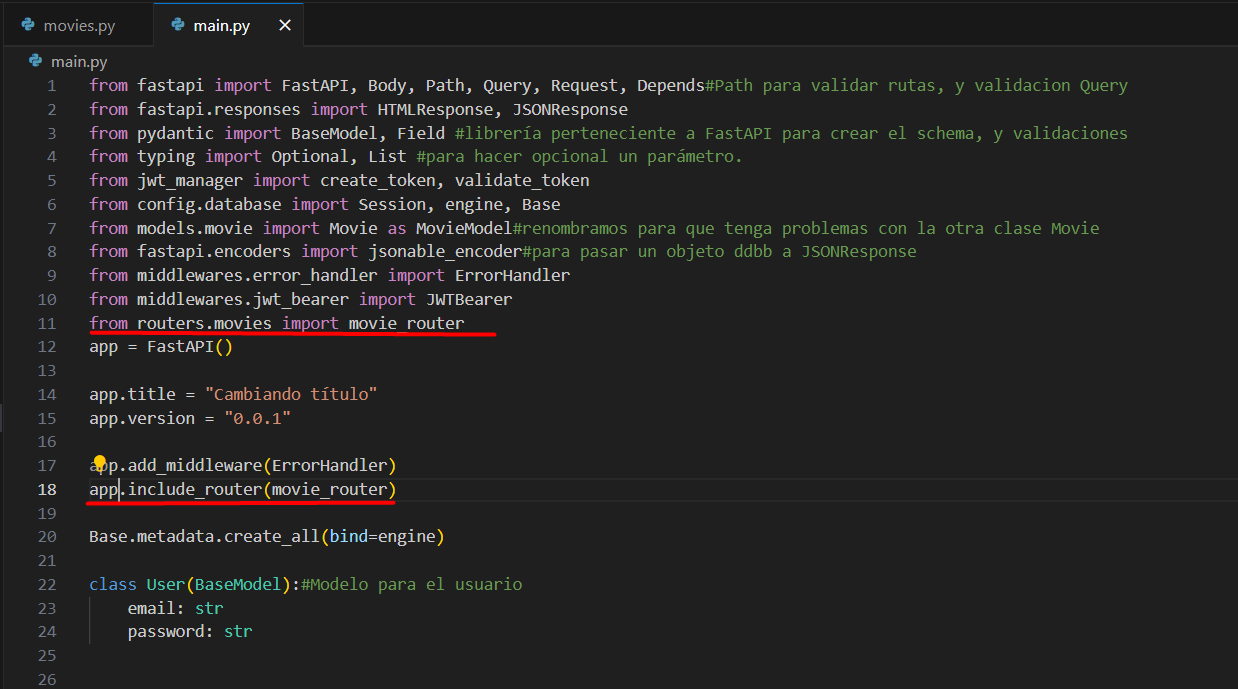 movies.py
main.py
main.py
1 from fastapi import FastAPI, Body, Path, Query, Request, Depends#Path para validar rutas, y validacion Query
2 from fastapi.responses import HTMLResponse, JSONResponse
3 from pydantic import BaseModel, Field #librería perteneciente a FastAPI para crear el schema, y validaciones
4 from typing import Optional, List #para hacer opcional un parámetro.
5 from jwt_manager import create_token, validate_token
6 from config.database import Session, engine, Base
7 from models.movie import Movie as MovieModel#renombramos para que tenga problemas con la otra clase Movie
8 from fastapi.encoders import jsonable_encoder#para pasar un objeto ddbb a JSONResponse
9 from middlewares.error_handler import ErrorHandler
10 from middlewares.jwt_bearer import JWTBearer
11 from routers.movies import movie_router
12 app = FastAPI()
13
14 app.title = "Cambiando título"
15 app.version = "0.0.1"
16
17 app.add_middleware(ErrorHandler)
18 app.include_router(movie_router)
19
20 Base.metadata.create_all(bind=engine)
21
22 class User(BaseModel):#Modelo para el usuario
23     email: str
24     password: str
25
26